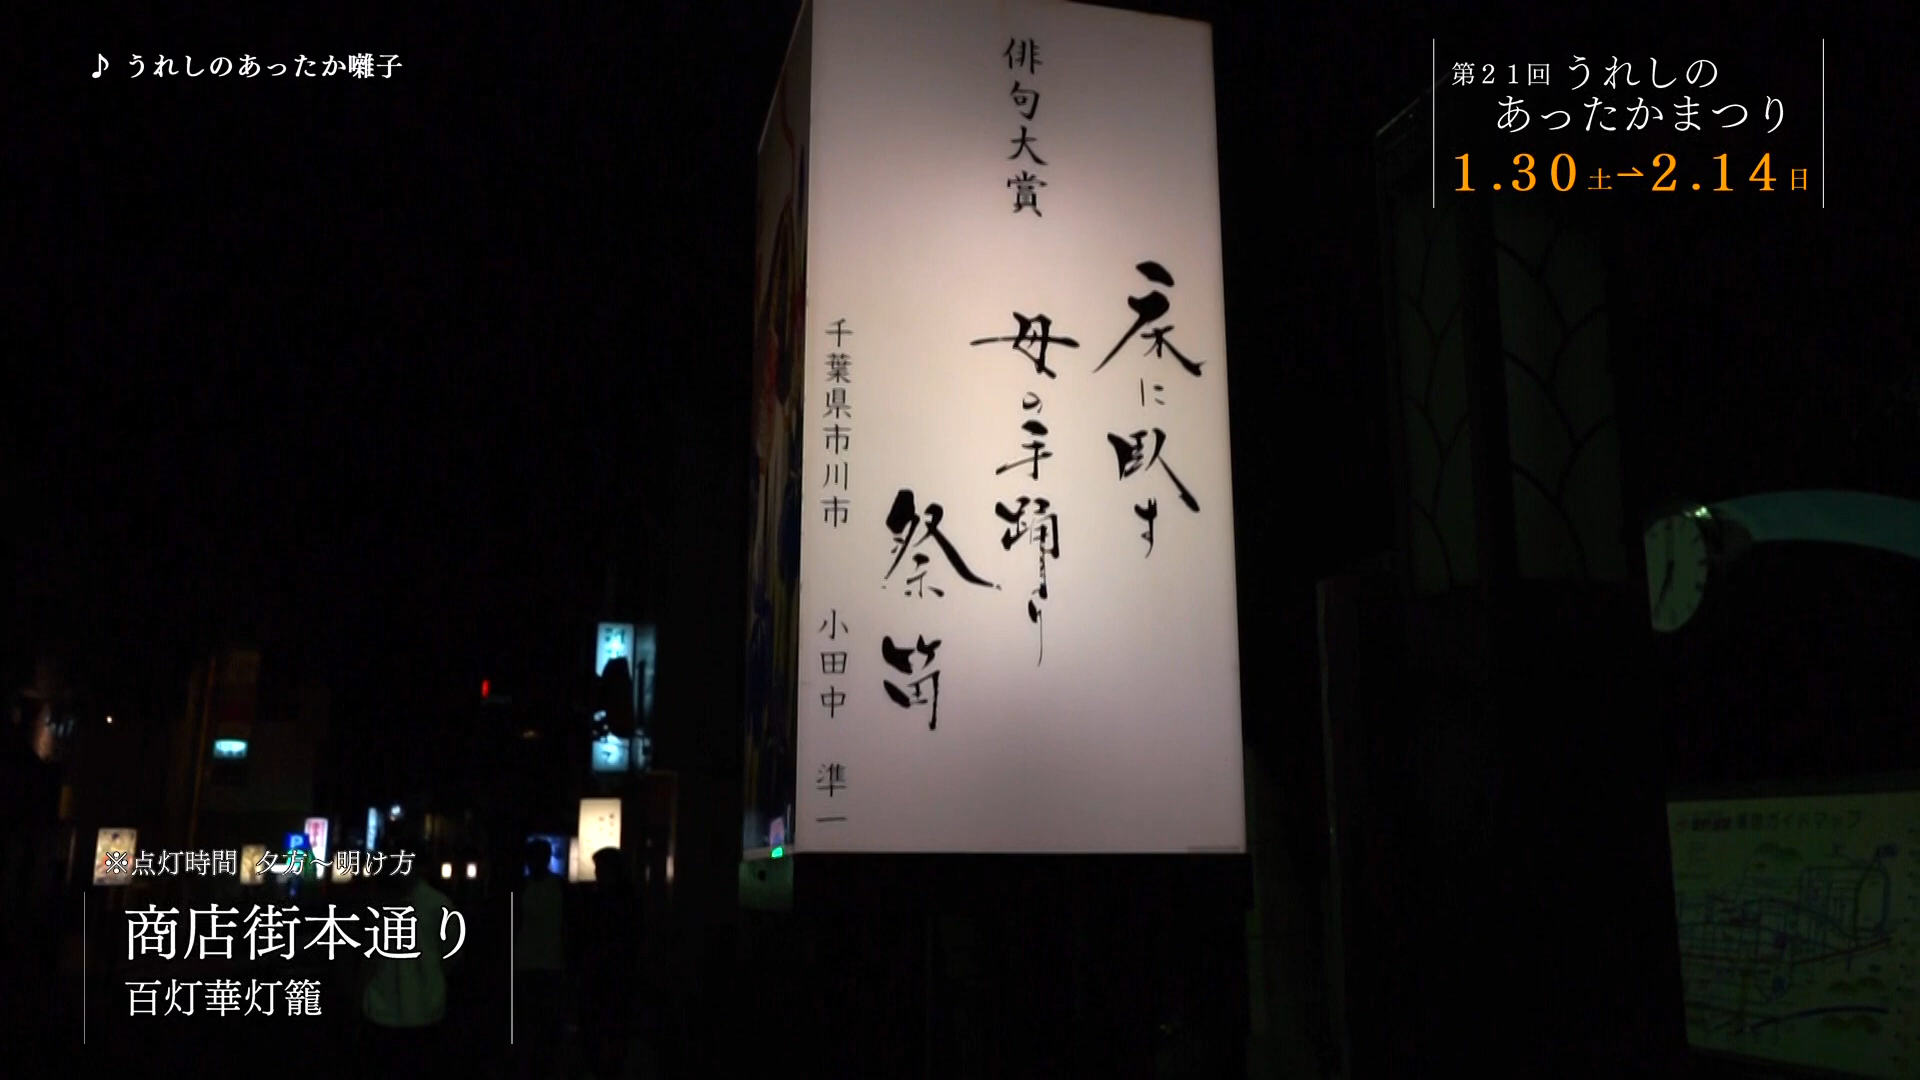 ♪ うれしのあったか囃子
第２１回 うれしの
あったかまつり
1.30土→2.14日
俳句大賞
床に臥す
母の手踊り
祭笛
千葉県市川市 小田中 準一
※点灯時間 夕方～明け方
商店街本通り
百灯華灯籠